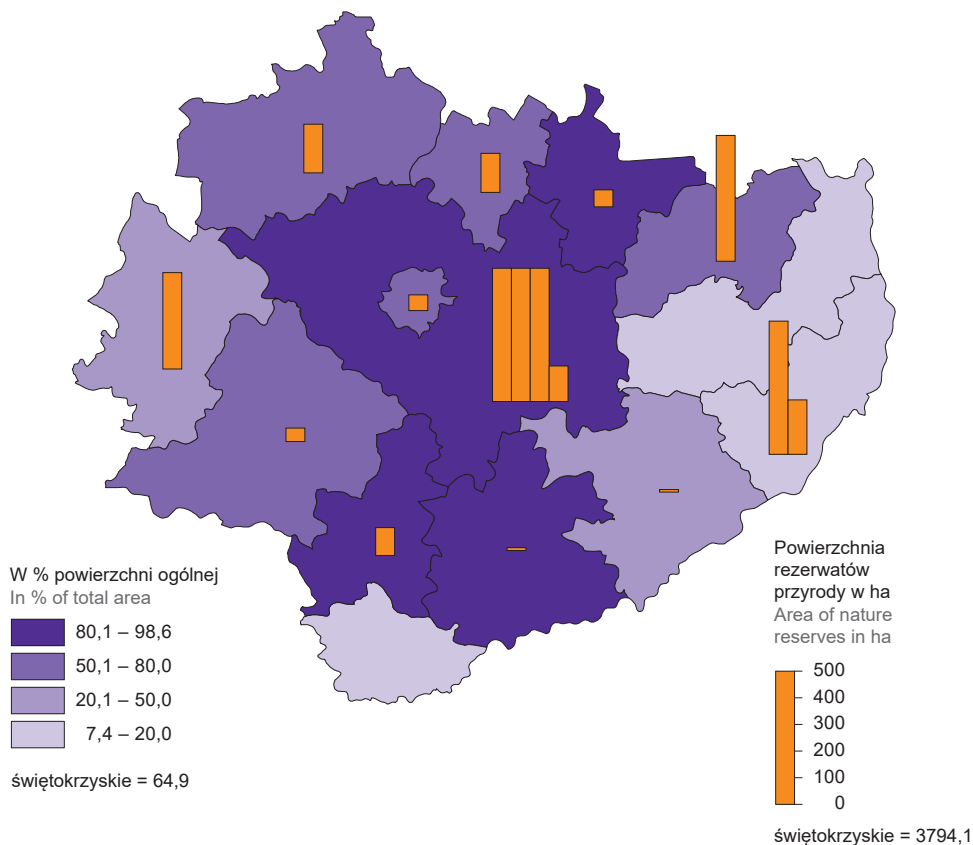 W % powierzchni ogólnej
In % of total area
80,1 – 98,6
50,1 – 80,0
20,1 – 50,0
7,4 – 20,0
świętokrzyskie = 64,9
Powierzchnia
rezerwatów
przyrody w ha
Area of nature
reserves in ha
500
400
300
200
100
0
świętokrzyskie = 3794,1